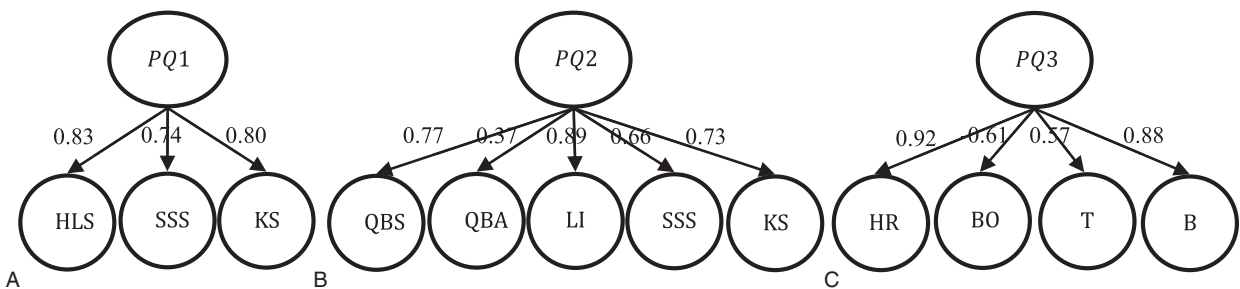 PQ1 PQ2 PQ3
0.83 0.74 0.80 0.77 0.37 0.89 0.66 0.73 0.92 -0.61 0.57 0.88
HLS SSS KS QBS QBA LI SSS KS HR BO T B
A B C